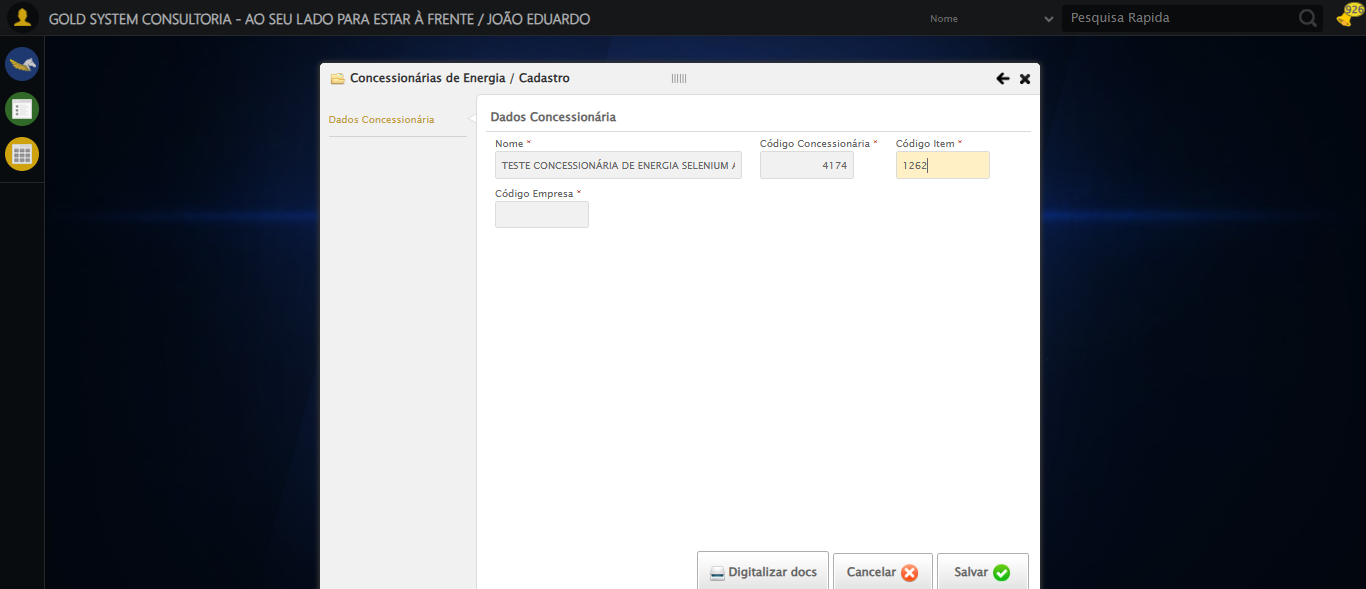 GOLD SYSTEM CONSULTORIA - AO SEU LADO PARA ESTAR À FRENTE / JOÃO EDUARDO
Nome
Pesquisa Rapida
926
Concessionárias de Energia / Cadastro
Dados Concessionária
Dados Concessionária
Nome *
Código Concessionária *
Código Item *
TESTE CONCESSIONÁRIA DE ENERGIA SELENIUM
4174
1262
Código Empresa *
Digitalizar docs
Cancelar
Salvar